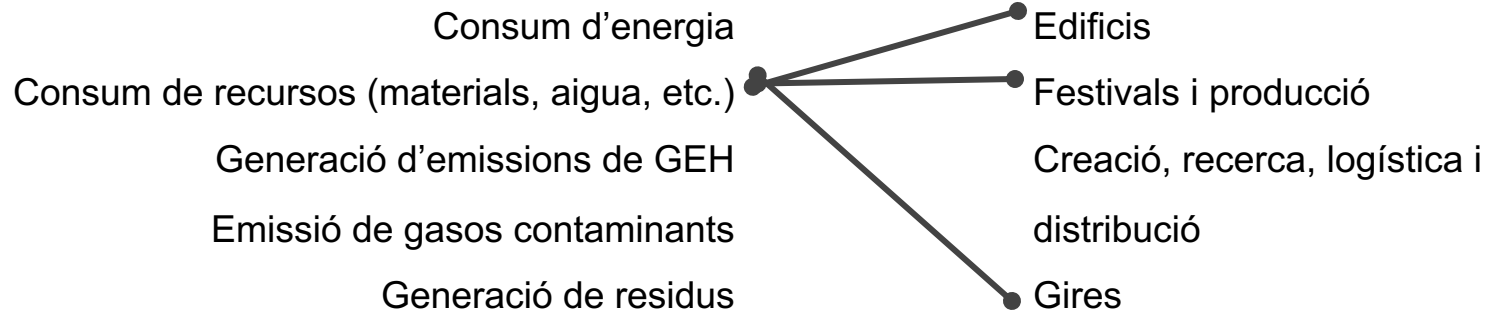 Consum d’energia
Consum de recursos (materials, aigua, etc.)
Generació d’emissions de GEH
Emissió de gasos contaminants
Generació de residus
Edificis
Festivals i producció
Creació, recerca, logística i
distribució
Gires